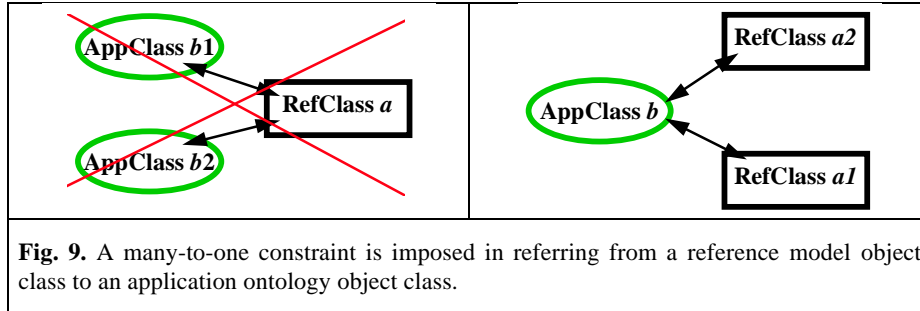 AppClass b1
RefClass a
AppClass b2
RefClass a2
AppClass b
RefClass a1
Fig. 9. A many-to-one constraint is imposed in referring from a reference model object
class to an application ontology object class.